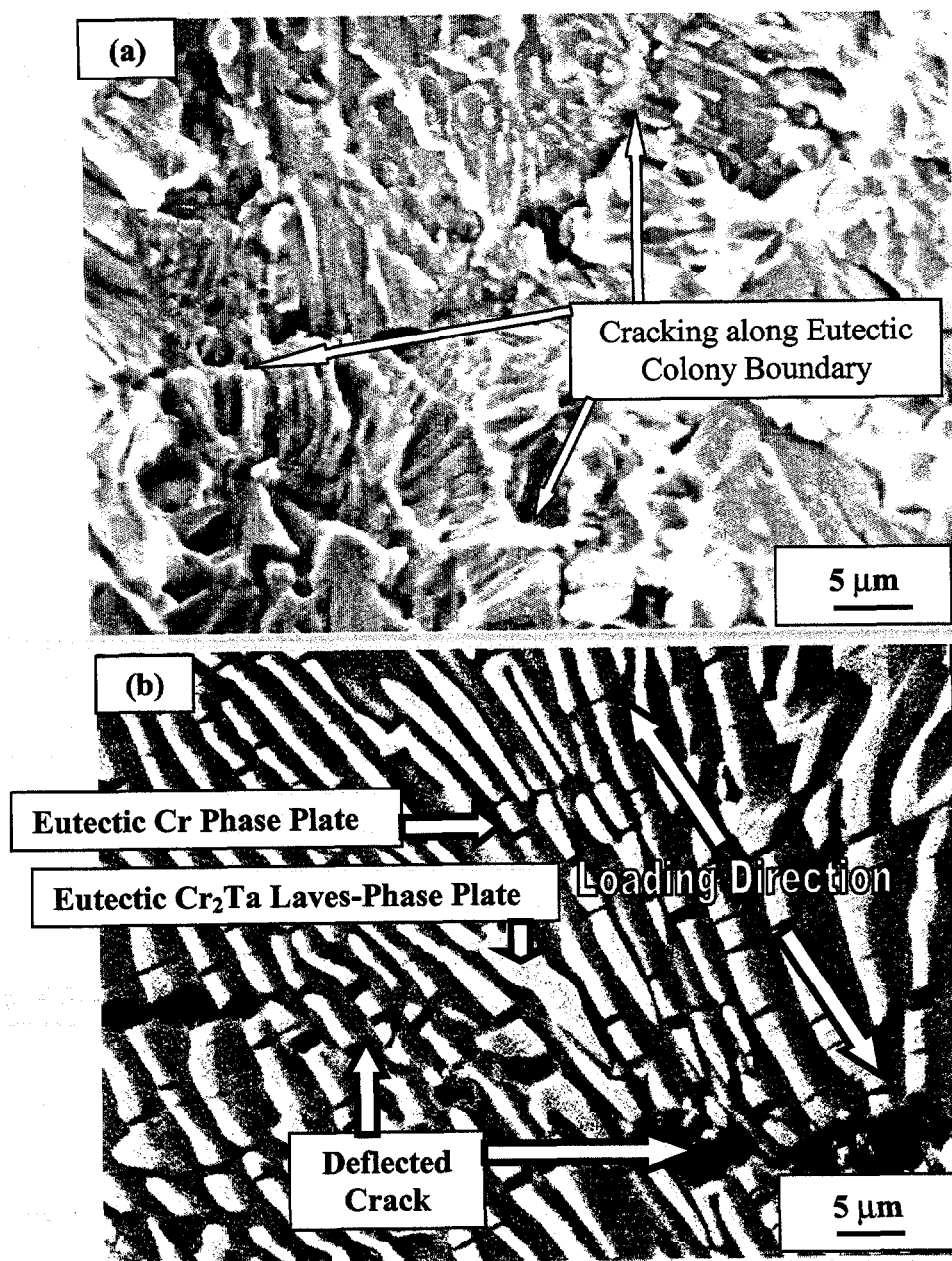 (a)
Cracking along Eutectic
Colony Boundary
5 μm
(b)
Eutectic Cr Phase Plate
Eutectic Cr₂Ta Laves-Phase Plate
Loading Direction
Deflected
Crack
5 μm